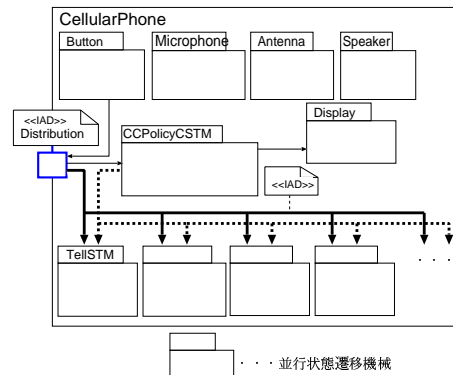 CellularPhone
Button
Microphone
Antenna
Speaker
<<IAD>>
Distribution
CCPolicyCSTM
Display
<<IAD>>
TellSTM
· · ·
· · · 並行状態遷移機械